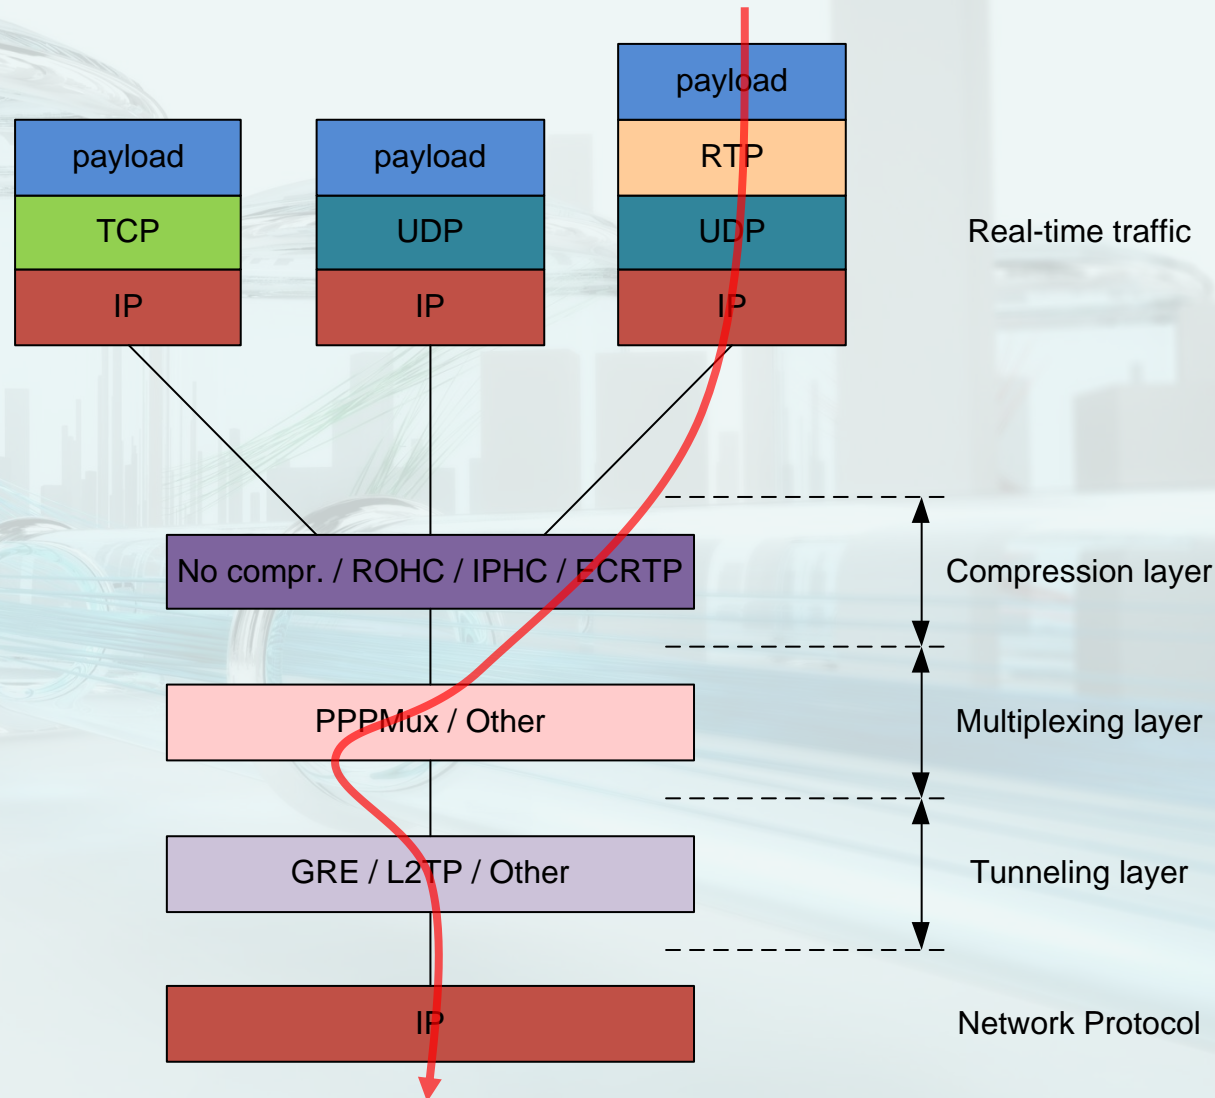 payload
RTP
UDP
IP
payload
TCP
IP
payload
UDP
IP
Real-time traffic
No compr. / ROHC / IPHC / ECRTP
Compression layer
PPPMux / Other
Multiplexing layer
GRE / L2TP / Other
Tunneling layer
IP
Network Protocol